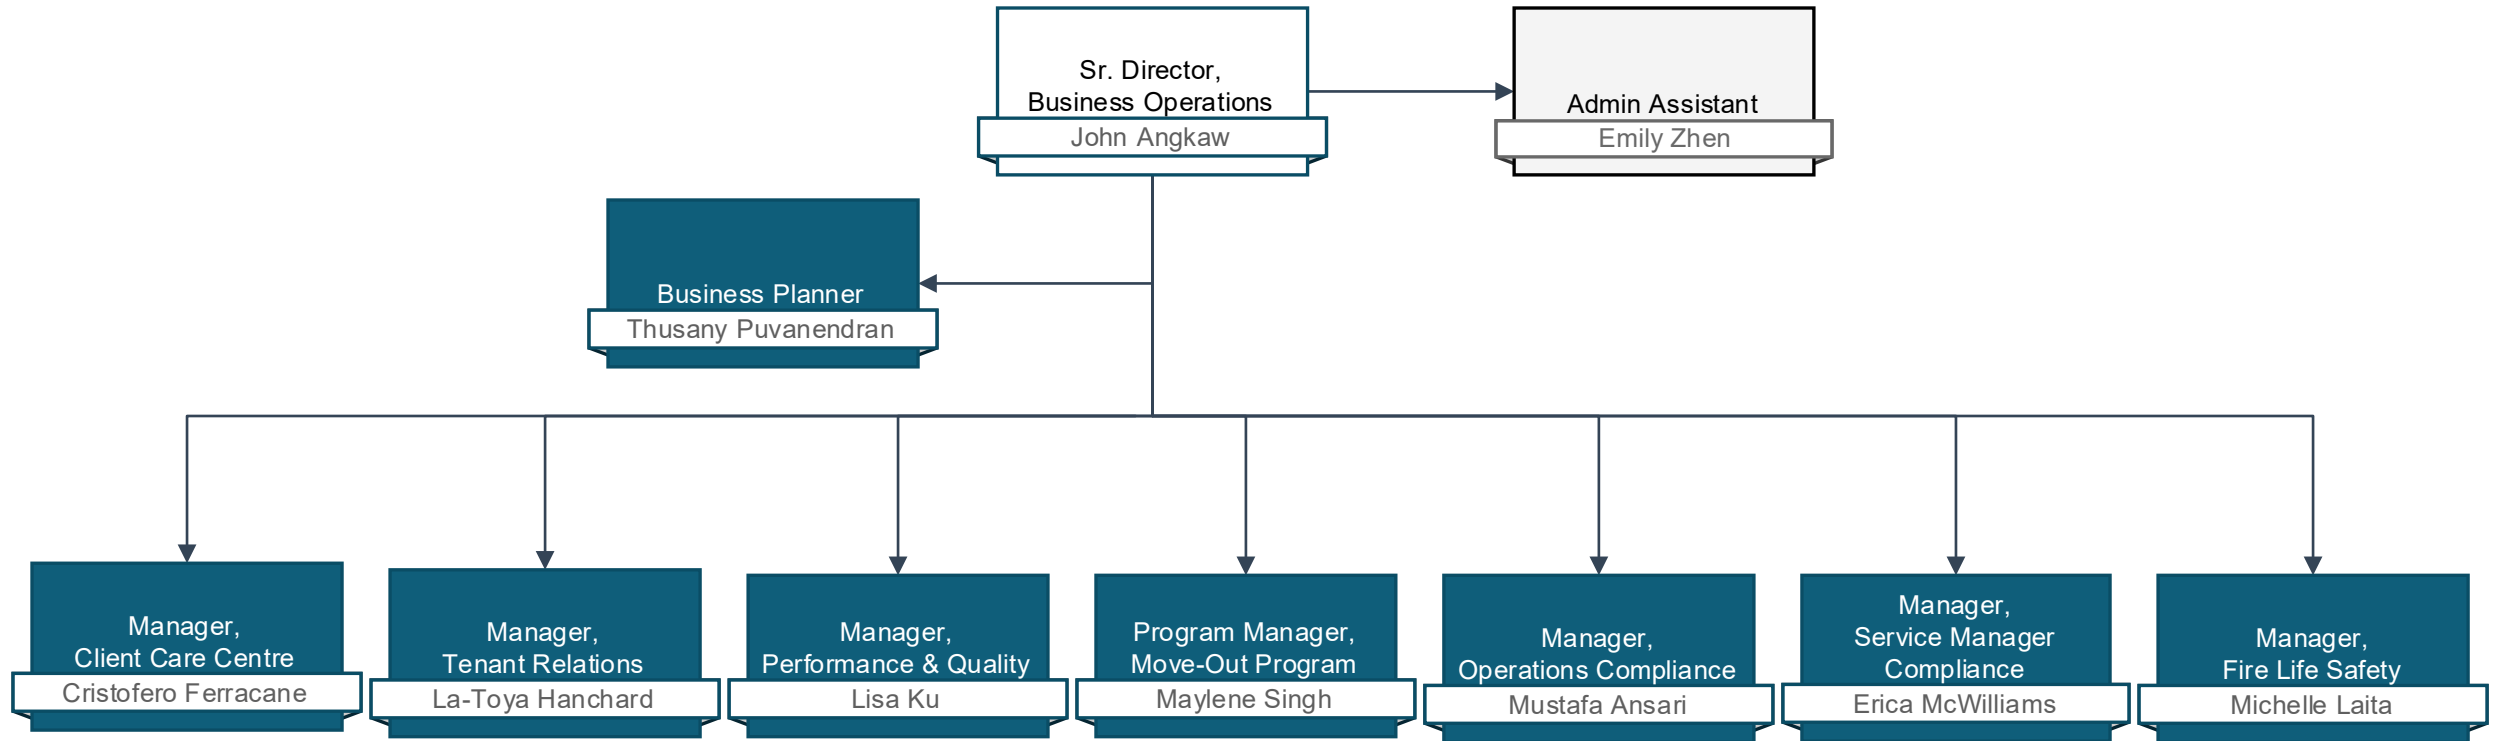 Sr. Director,
Business Operations
John Angkaw
Admin Assistant
Emily Zhen
Business Planner
Thusany Puvanendran
Manager,
Client Care Centre
Cristofero Ferracane
Manager,
Tenant Relations
La-Toya Hanchard
Manager,
Performance & Quality
Lisa Ku
Program Manager,
Move-Out Program
Maylene Singh
Manager,
Operations Compliance
Mustafa Ansari
Manager,
Service Manager
Compliance
Erica McWilliams
Manager,
Fire Life Safety
Michelle Laita